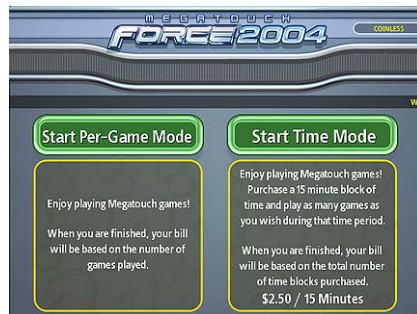 MEGATOUCH
FORCE 2004
COINLESS
W
Start Per-Game Mode
Enjoy playing Megatouch games!
When you are finished, your bill
will be based on the number of
games played.
Start Time Mode
Enjoy playing Megatouch games!
Purchase a 15 minute block of
time and play as many games as
you wish during that time period.
When you are finished, your bill
will be based on the total number
of time blocks purchased.
$2.50 / 15 Minutes